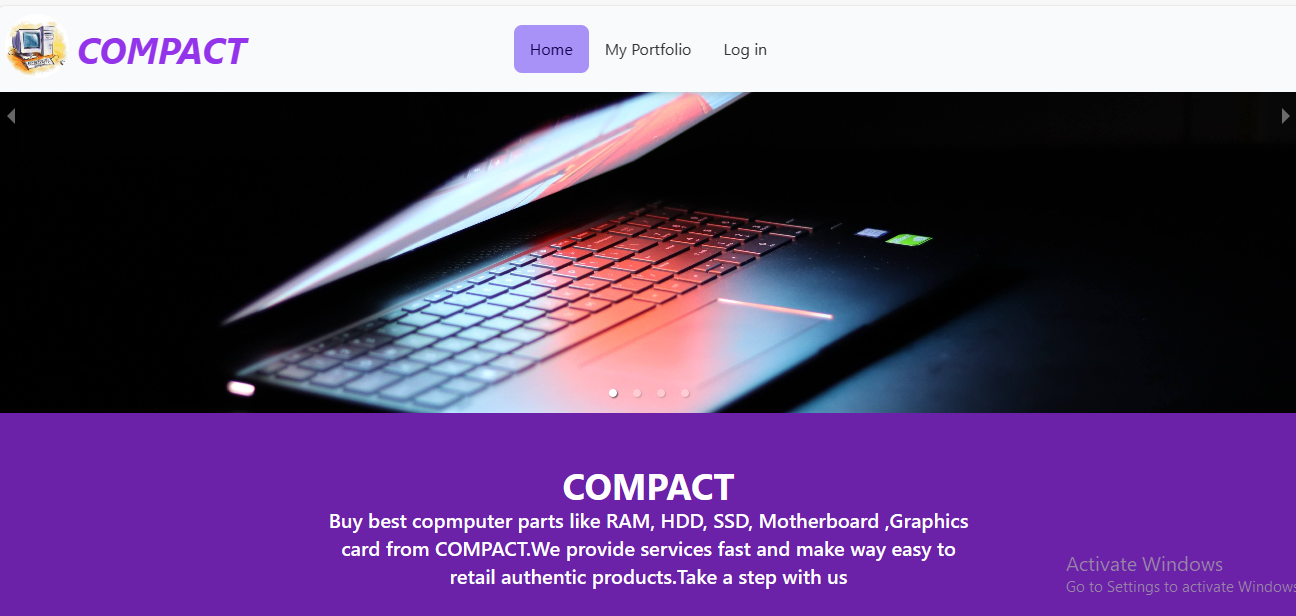 COMPACT
Home
My Portfolio
Log in
COMPACT
Buy best copmputer parts like RAM, HDD, SSD, Motherboard ,Graphics
card from COMPACT.We provide services fast and make way easy to
retail authentic products.Take a step with us
Activate Windows
Go to Settings to activate Windows